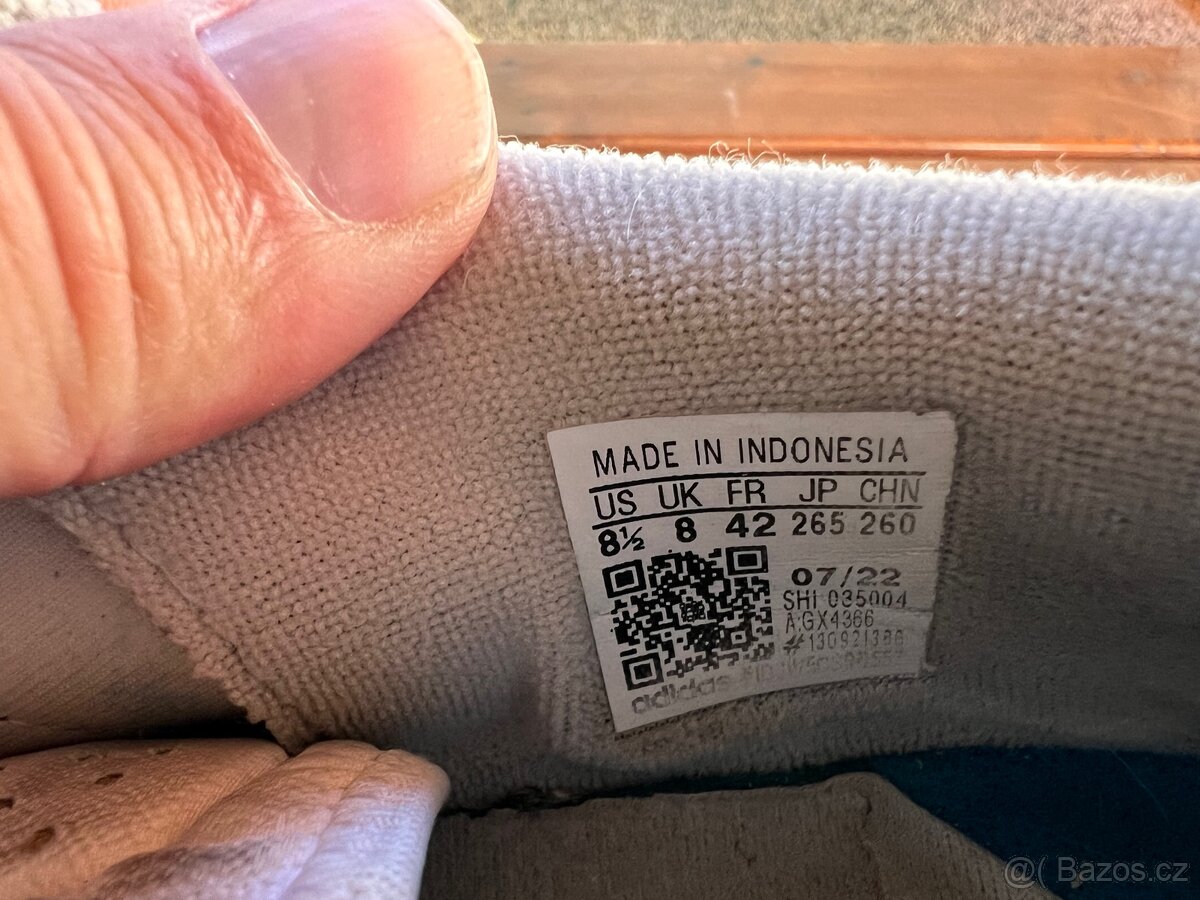 MADE IN INDONESIA
US UK FR JP CHN
8½ 8 42 265 260
07/22
SHI 035004
A:GX4366
adidas
@( Bazos.cz